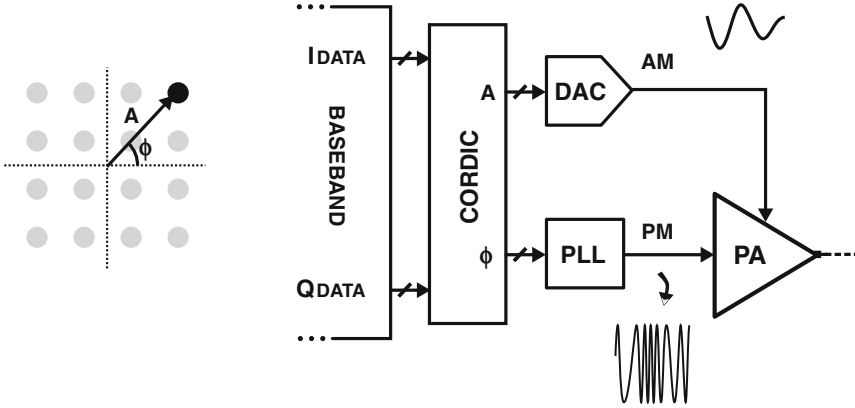 A
ϕ
IDATA
QDATA
BASEBAND
CORDIC
A
ϕ
DAC
AM
PLL
PM
PA